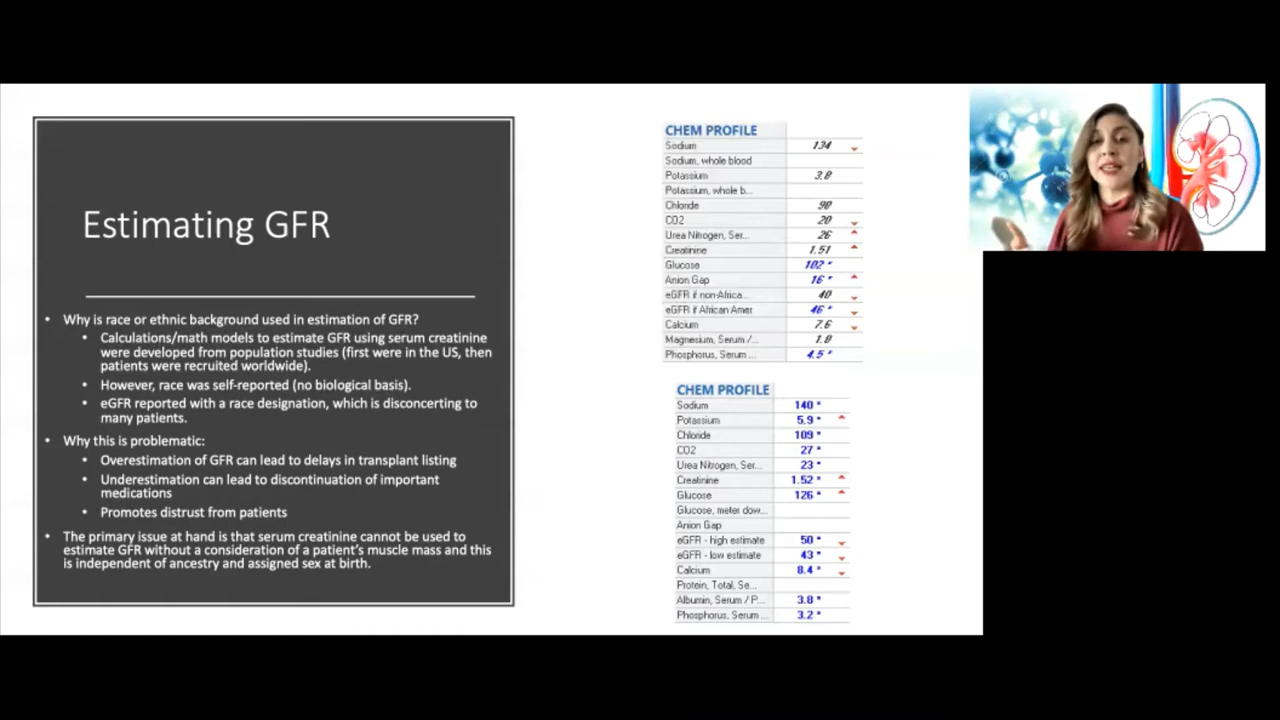 Estimating GFR
• Why is race or ethnic background used in estimation of GFR?
• Calculations/math models to estimate GFR using serum creatinine
were developed from population studies (first were in the US, then
patients were recruited worldwide).
• However, race was self-reported (no biological basis).
• eGFR reported with a race designation, which is disconcerting to
many patients.
• Why this is problematic:
• Overestimation of GFR can lead to delays in transplant listing
• Underestimation can lead to discontinuation of important
medications
• Promotes distrust from patients
• The primary issue at hand is that serum creatinine cannot be used to
estimate GFR without a consideration of a patient's muscle mass and this
is independent of ancestry and assigned sex at birth.
CHEM PROFILE
Sodium 134
Sodium, whole blood
Potassium 3.8
Potassium, whole b...
Chloride 98
CO2 20
Urea Nitrogen, Ser... 26
Creatinine 1.51
Glucose 102 *
Anion Gap 16 *
eGFR if non-Africa... 40
eGFR if African Amer 46 *
Calcium 7.6
Magnesium, Serum /... 1.8
Phosphorus, Serum ... 4.5 *
CHEM PROFILE
Sodium 140 *
Potassium 5.9 *
Chloride 109 *
CO2 27 *
Urea Nitrogen, Ser... 23 *
Creatinine 1.52 *
Glucose 126 *
Glucose, meter dow...
Anion Gap
eGFR - high estimate 50 *
eGFR - low estimate 43 *
Calcium 8.4 *
Protein, Total, Se...
Albumin, Serum / P... 3.8 *
Phosphorus, Serum ... 3.2 *